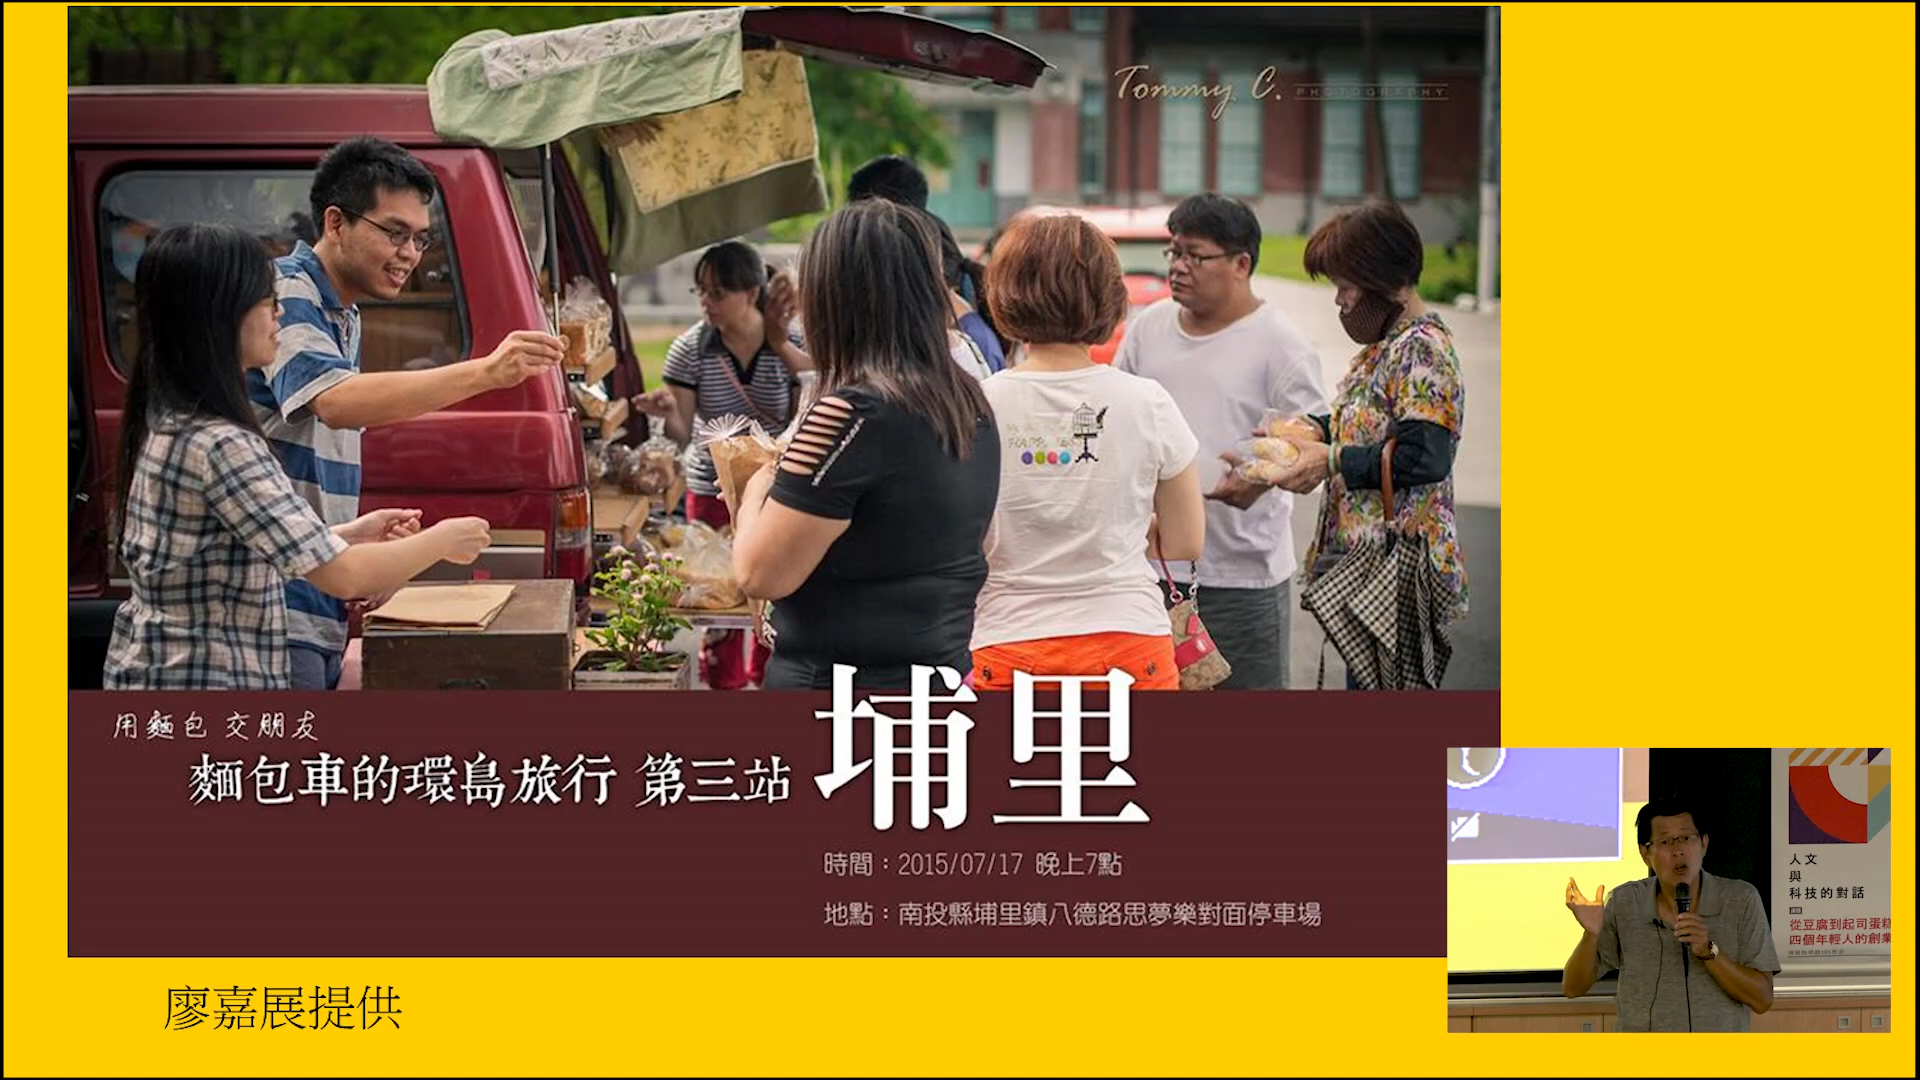 Tommy C.
PHOTOGRAPHY
用麵包 交朋友
麵包車的環島旅行 第三站 埔里
時間：2015/07/17 晚上7點
地點：南投縣埔里鎮八德路思夢樂對面停車場
廖嘉展提供
人文
與
科技的對話
從豆腐到起司蛋糕
四個年輕人的創業